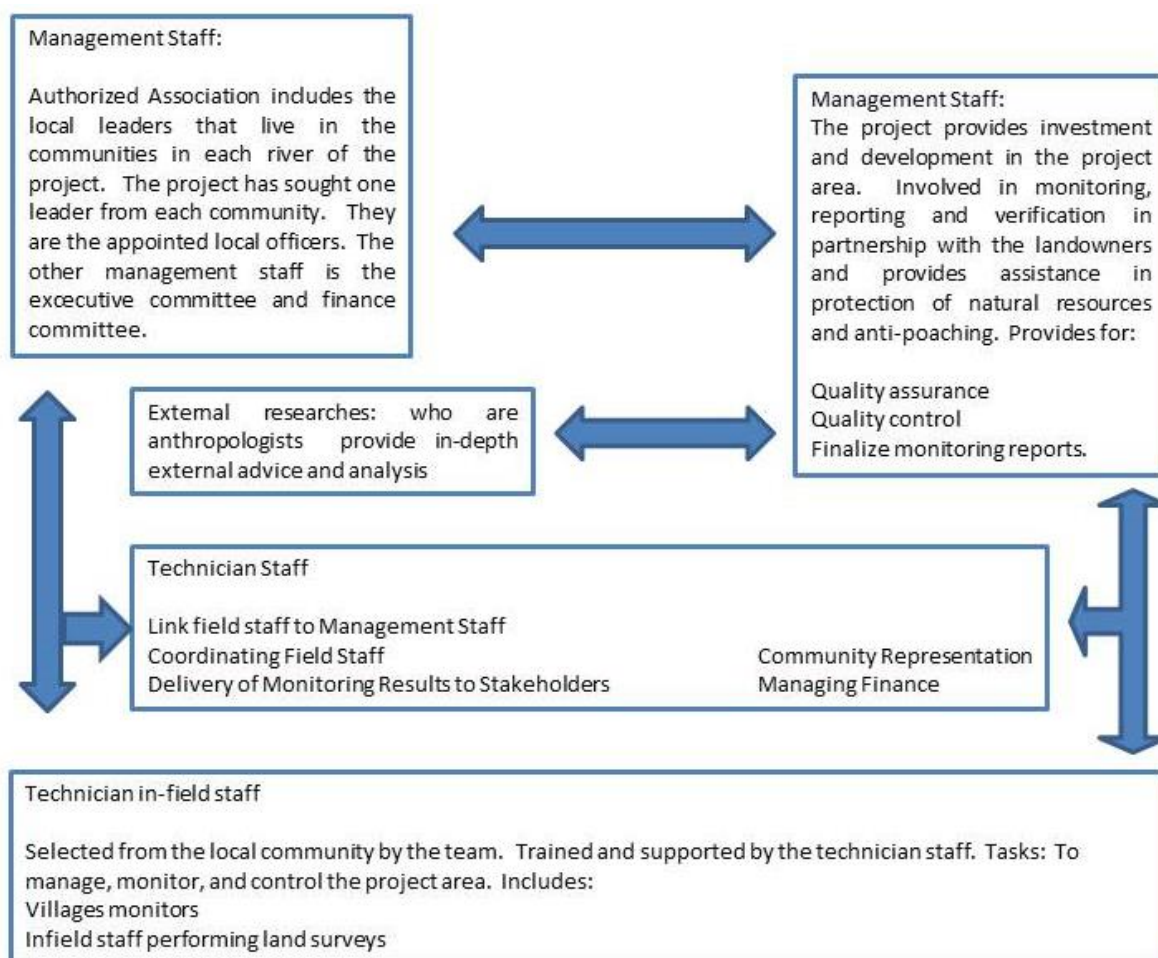 Management Staff:
Authorized Association includes the
local leaders that live in the
communities in each river of the
project. The project has sought one
leader from each community. They
are the appointed local officers. The
other management staff is the
excecutive committee and finance
committee.
Management Staff:
The project provides investment
and development in the project
area. Involved in monitoring,
reporting and verification in
partnership with the landowners
and provides assistance in
protection of natural resources
and anti-poaching. Provides for:
Quality assurance
Quality control
Finalize monitoring reports.
External researches: who are
anthropologists provide in-depth
external advice and analysis
Technician Staff
Link field staff to Management Staff
Coordinating Field Staff
Delivery of Monitoring Results to Stakeholders
Community Representation
Managing Finance
Technician in-field staff
Selected from the local community by the team. Trained and supported by the technician staff. Tasks: To
manage, monitor, and control the project area. Includes:
Villages monitors
Infield staff performing land surveys